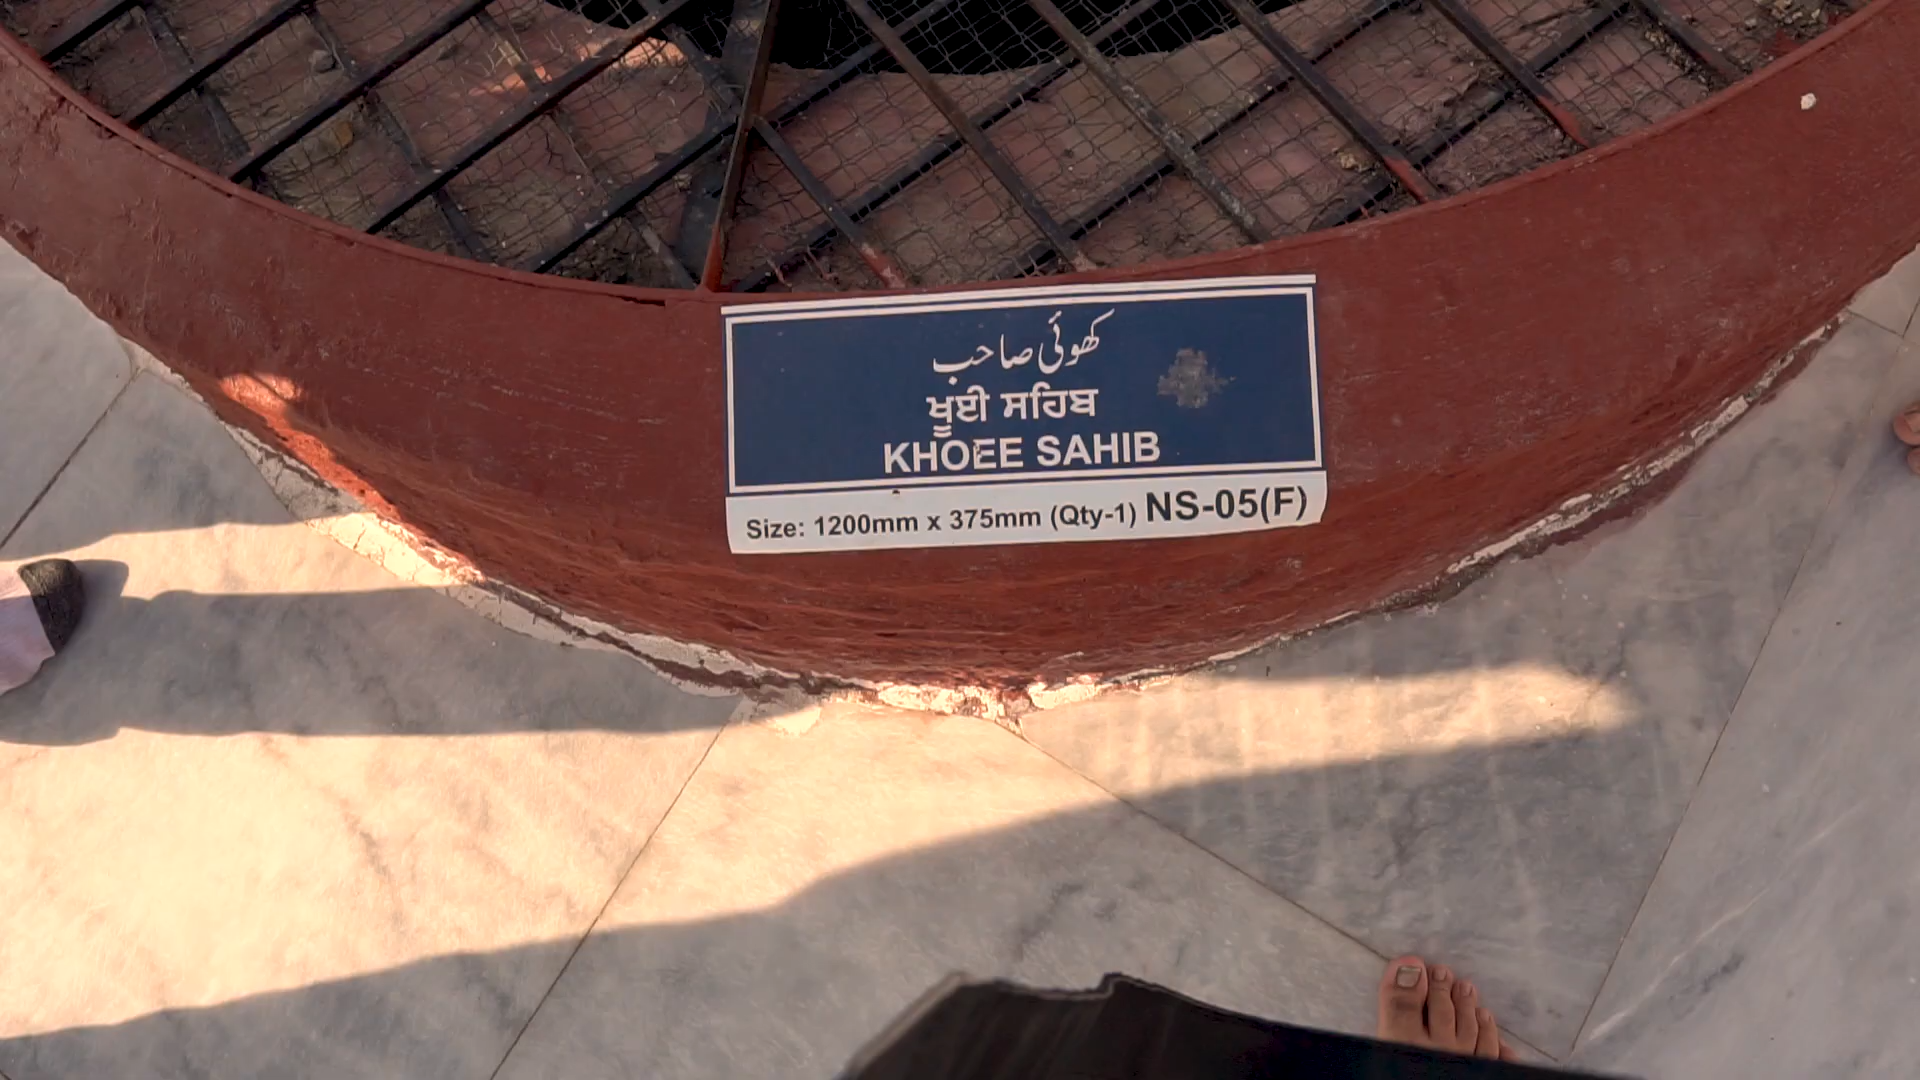 کھوئی صاحب
ਖੂਈ ਸਹਿਬ
KHOEE SAHIB
Size: 1200mm x 375mm (Qty-1) NS-05(F)